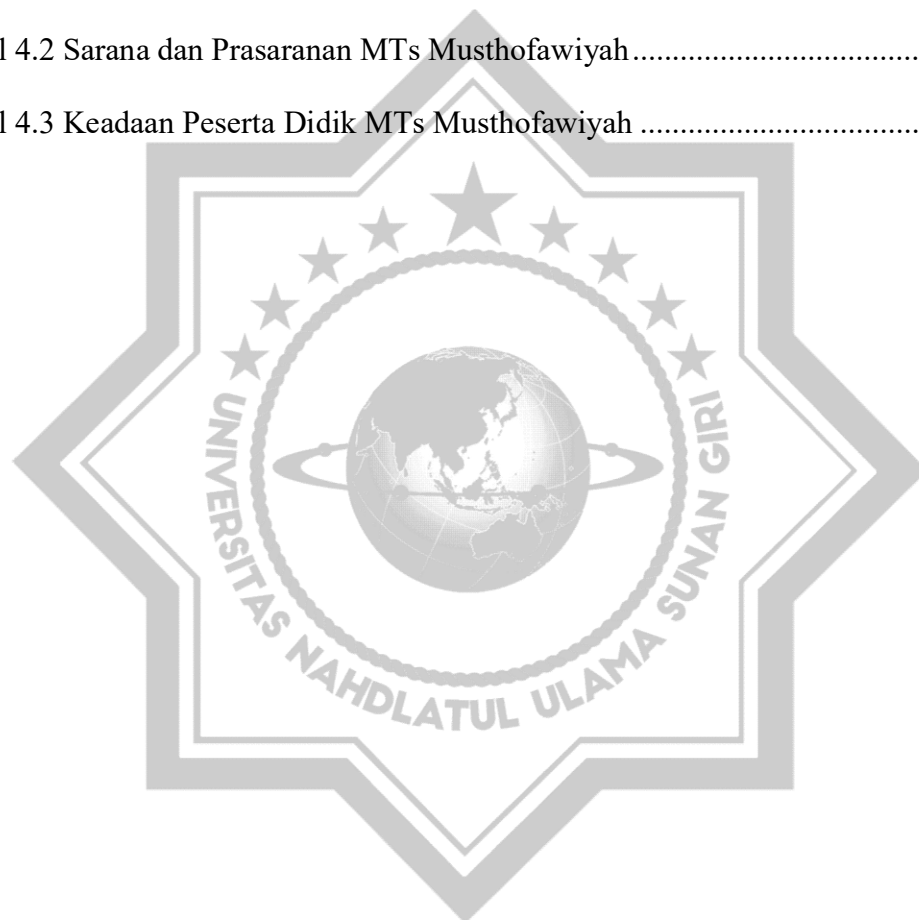 l 4.2 Sarana dan Prasaranan MTs Musthofawiyah....................................
l 4.3 Keadaan Peserta Didik MTs Musthofawiyah ...................................
UNIVERSITAS NAHDLATUL ULAMA SUNAN GIRI